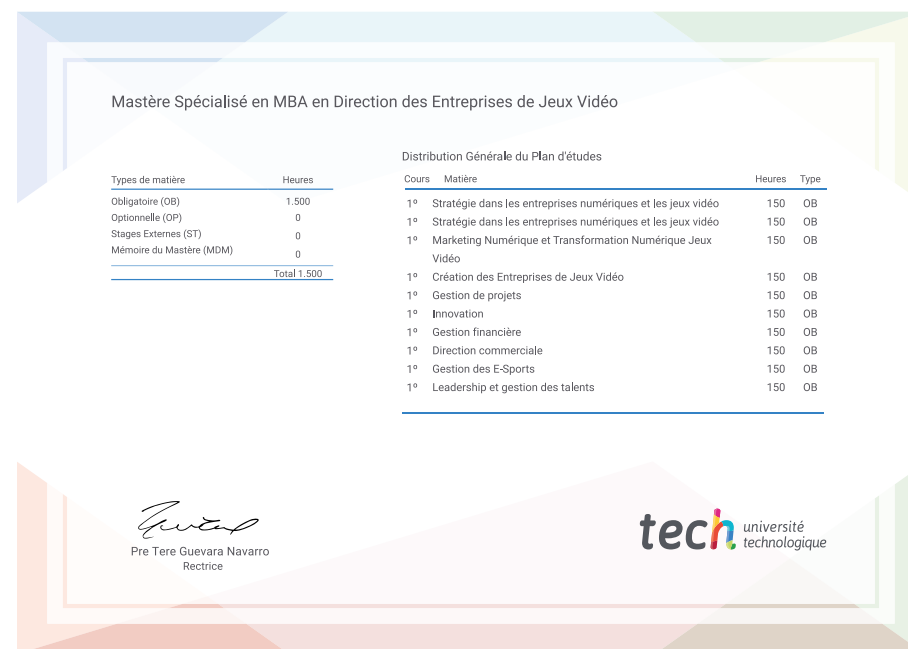 Mastère Spécialisé en MBA en Direction des Entreprises de Jeux Vidéo
Types de matière Heures
Obligatoire (OB) 1.500
Optionnelle (OP) 0
Stages Externes (ST) 0
Mémoire du Mastère (MDM) 0
Total 1.500
Distribution Générale du Plan d'études
Cours Matière Heures Type
1º Stratégie dans les entreprises numériques et les jeux vidéo 150 OB
1º Stratégie dans les entreprises numériques et les jeux vidéo 150 OB
1º Marketing Numérique et Transformation Numérique Jeux 150 OB
Vidéo
1º Création des Entreprises de Jeux Vidéo 150 OB
1º Gestion de projets 150 OB
1º Innovation 150 OB
1º Gestion financière 150 OB
1º Direction commerciale 150 OB
1º Gestion des E-Sports 150 OB
1º Leadership et gestion des talents 150 OB
Pre Tere Guevara Navarro
Rectrice
tech université
technologique